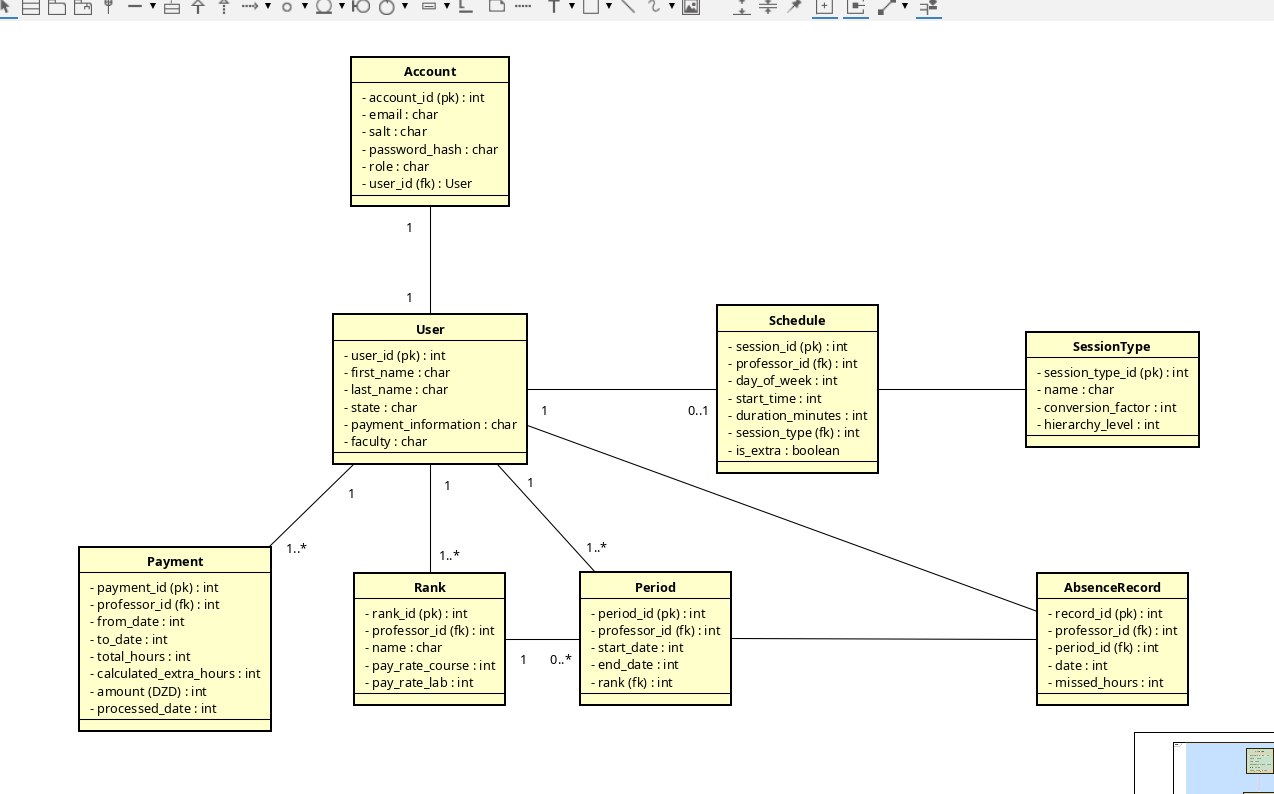 Account
- account_id (pk) : int
- email : char
- salt : char
- password_hash : char
- role : char
- user_id (fk) : User
1
1
User
- user_id (pk) : int
- first_name : char
- last_name : char
- state : char
- payment_information : char
- faculty : char
1
0..1
Schedule
- session_id (pk) : int
- professor_id (fk) : int
- day_of_week : int
- start_time : int
- duration_minutes : int
- session_type (fk) : int
- is_extra : boolean
SessionType
- session_type_id (pk) : int
- name : char
- conversion_factor : int
- hierarchy_level : int
1
1..*
1
1..*
1
1..*
Payment
- payment_id (pk) : int
- professor_id (fk) : int
- from_date : int
- to_date : int
- total_hours : int
- calculated_extra_hours : int
- amount (DZD) : int
- processed_date : int
Rank
- rank_id (pk) : int
- professor_id (fk) : int
- name : char
- pay_rate_course : int
- pay_rate_lab : int
1
0..*
Period
- period_id (pk) : int
- professor_id (fk) : int
- start_date : int
- end_date : int
- rank (fk) : int
AbsenceRecord
- record_id (pk) : int
- professor_id (fk) : int
- period_id (fk) : int
- date : int
- missed_hours : int